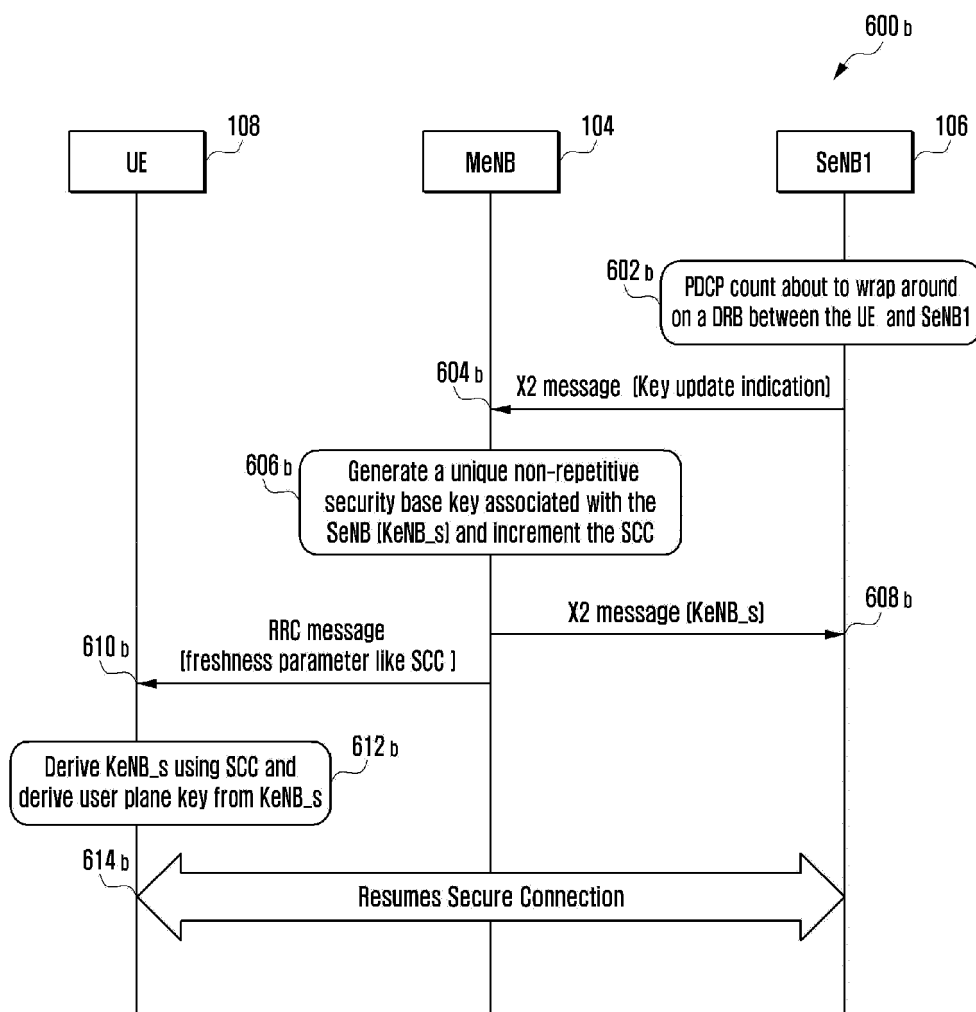 600 b
108
104
106
UE
MeNB
SeNB1
602 b
PDCP count about to wrap around
on a DRB between the UE and SeNB1
604 b
X2 message (Key update indication)
606 b
Generate a unique non-repetitive
security base key associated with the
SeNB (KeNB_s) and increment the SCC
X2 message (KeNB_s)
608 b
RRC message
(freshness parameter like SCC )
610 b
612 b
Derive KeNB_s using SCC and
derive user plane key from KeNB_s
614 b
Resumes Secure Connection